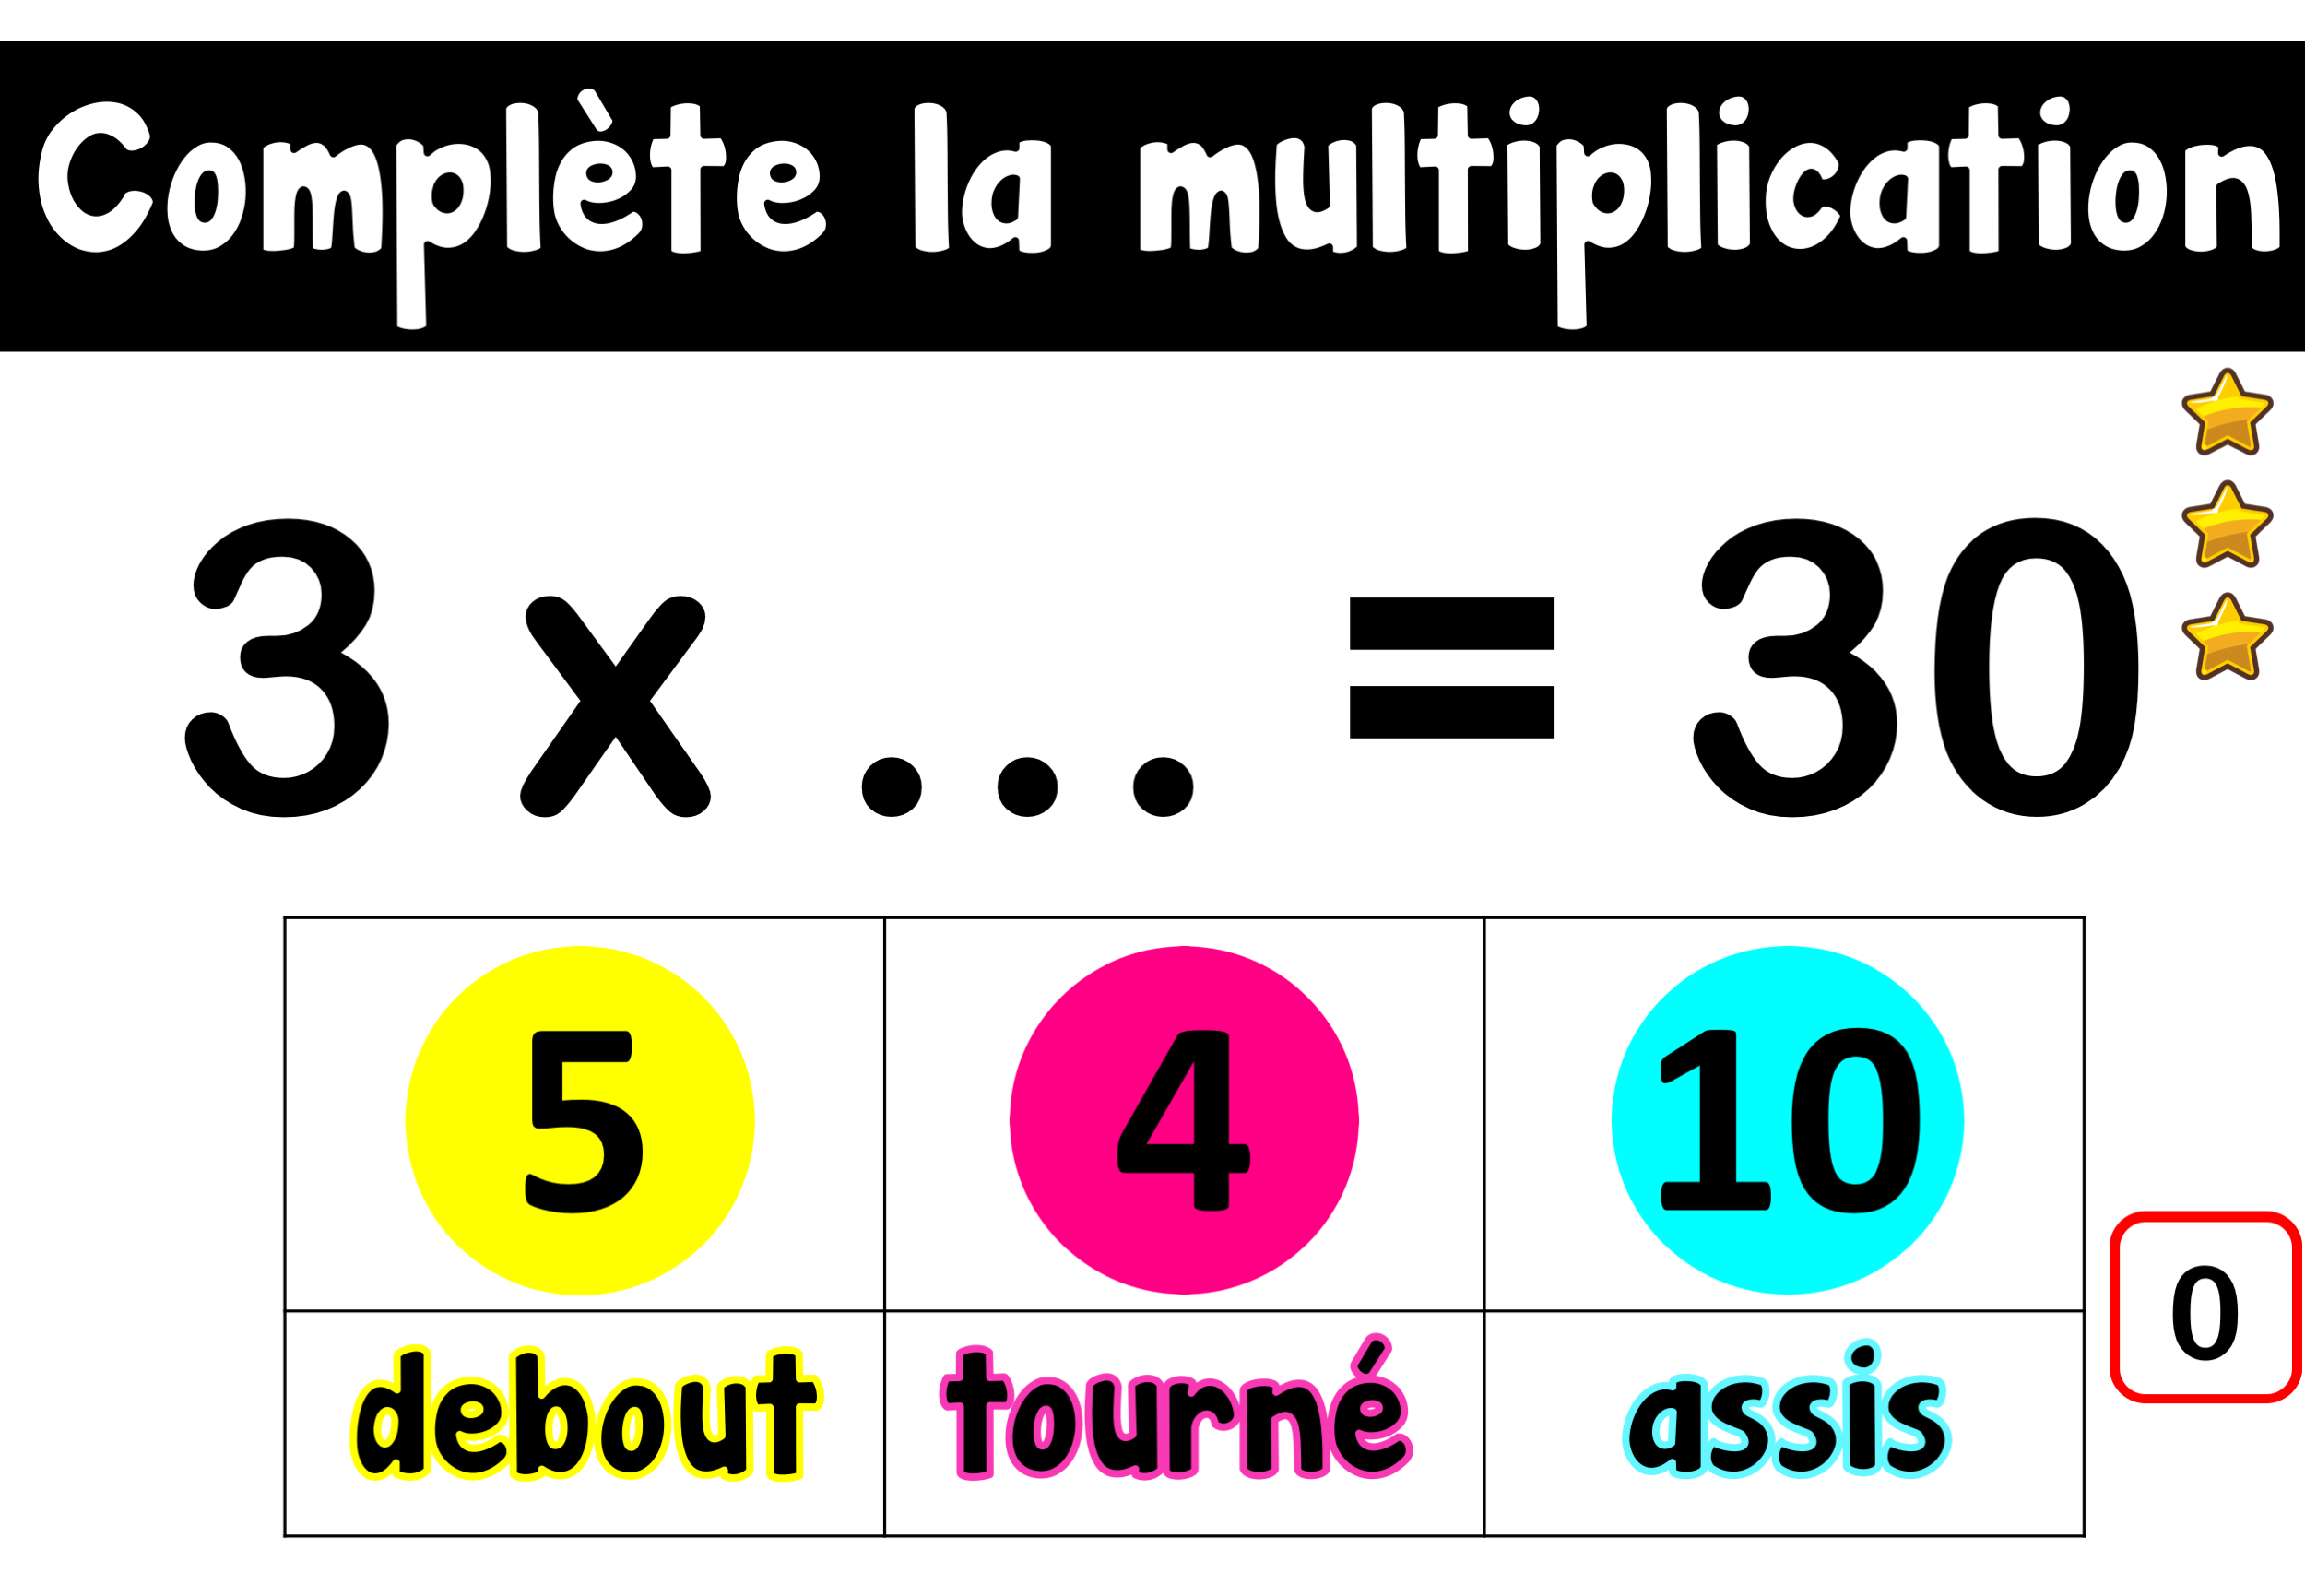 Complète la multiplication
3 x ... = 30
5 4 10
0
debout tourné assis